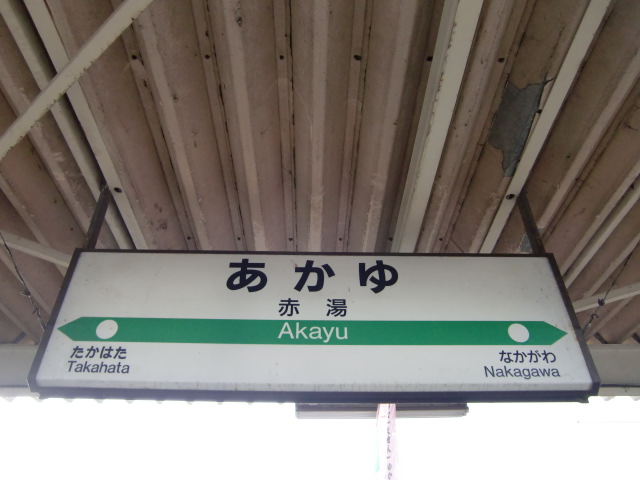 あかゆ
赤湯
Akayu
たかはた
Takahata
なかがわ
Nakagawa